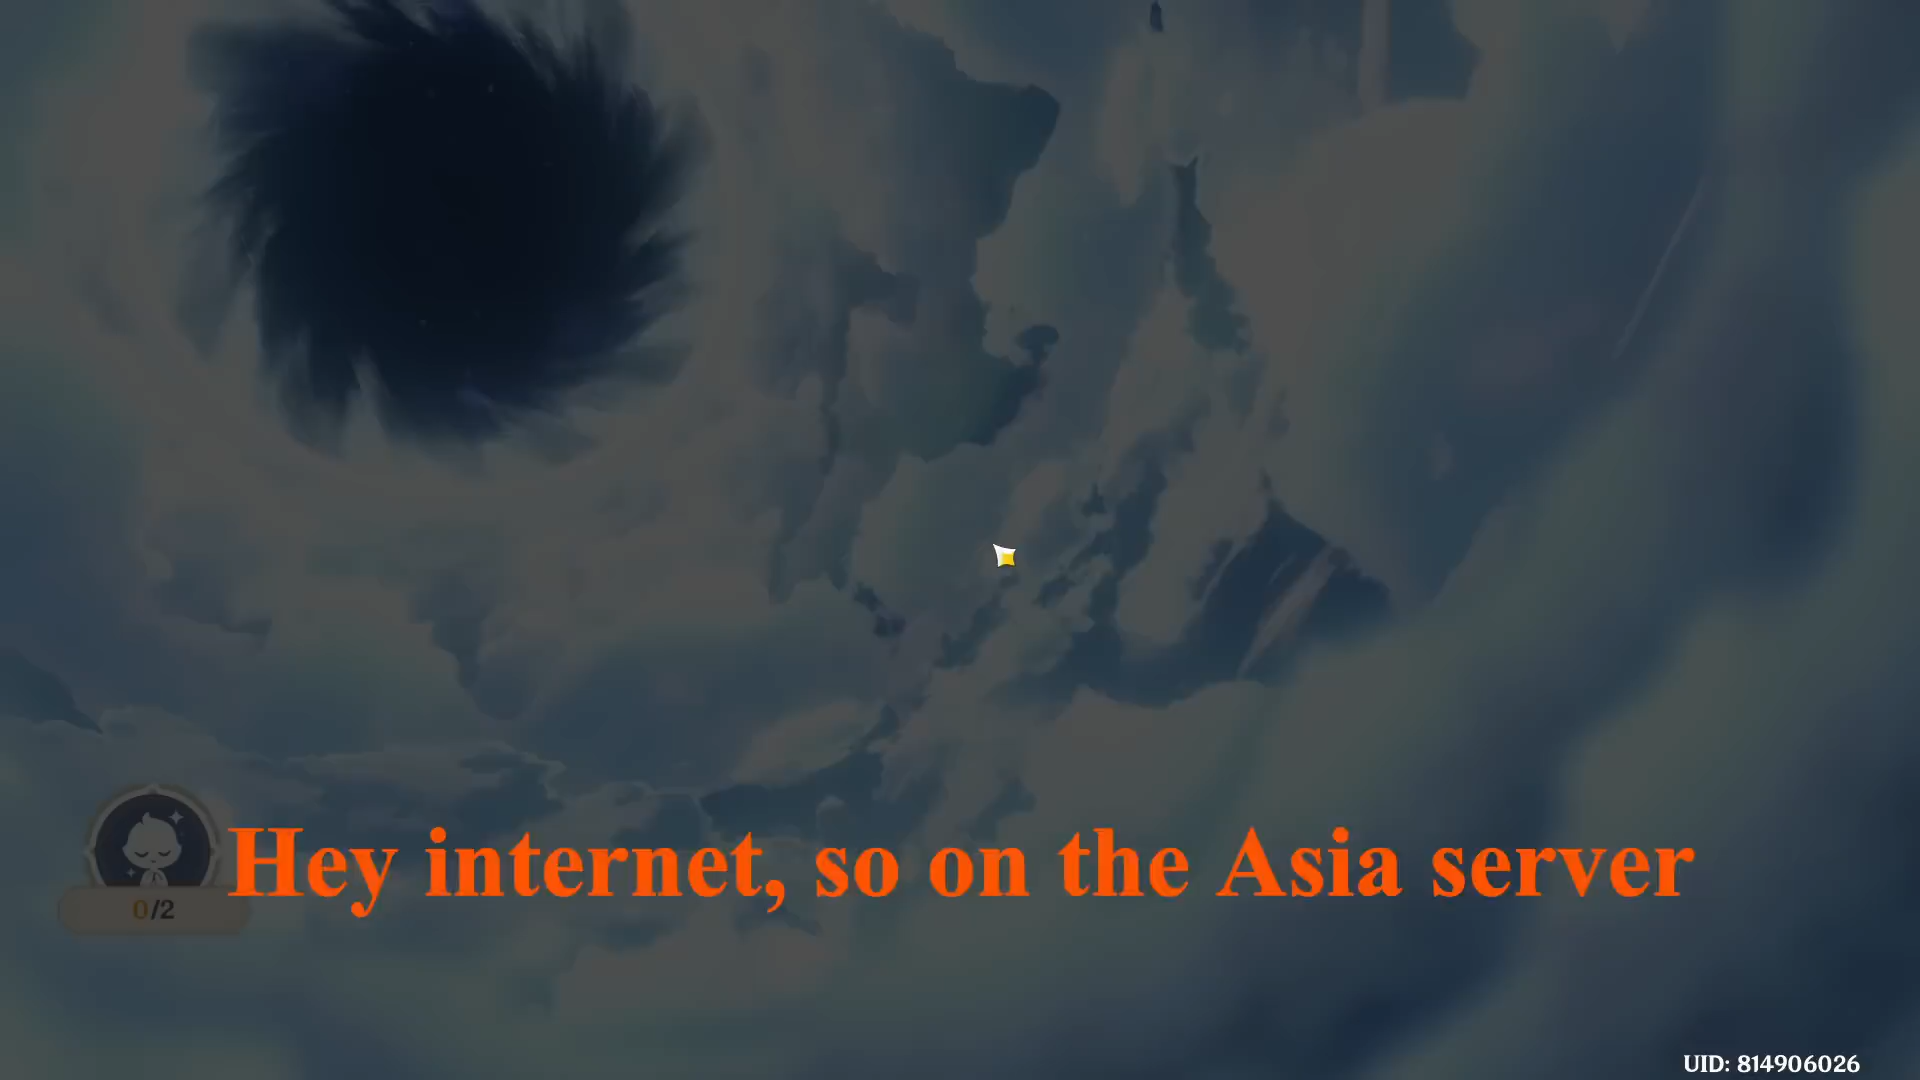 Hey internet, so on the Asia server
0/2
UID: 814906026